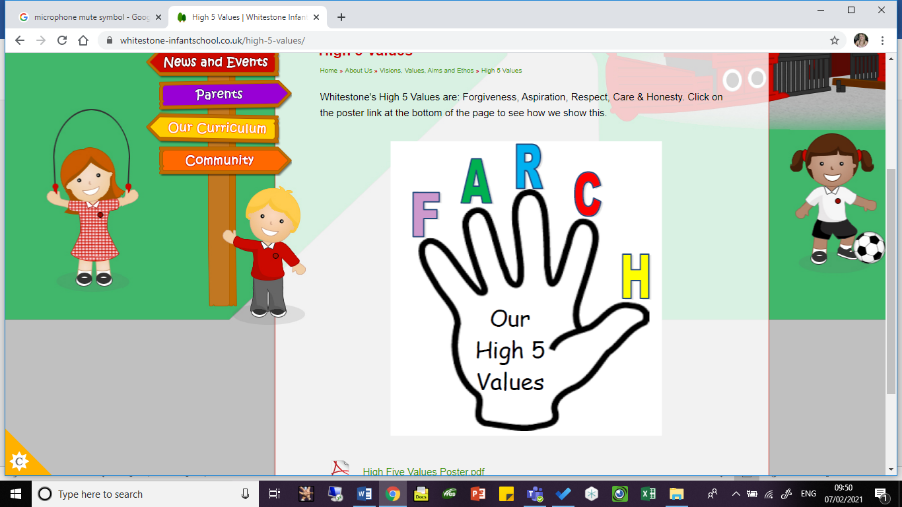 microphone mute symbol - Goog
High 5 Values | Whitestone Infan
whitestone-infantschool.co.uk/high-5-values/
High 5 Values
News and Events
Parents
Our Curriculum
Community
Home » About Us » Visions, Values, Aims and Ethos » High 5 Values
Whitestone's High 5 Values are: Forgiveness, Aspiration, Respect, Care & Honesty. Click on
the poster link at the bottom of the page to see how we show this.
F A R C H
Our
High 5
Values
High Five Values Poster.pdf
C
Type here to search
ENG
09:50
07/02/2021
1